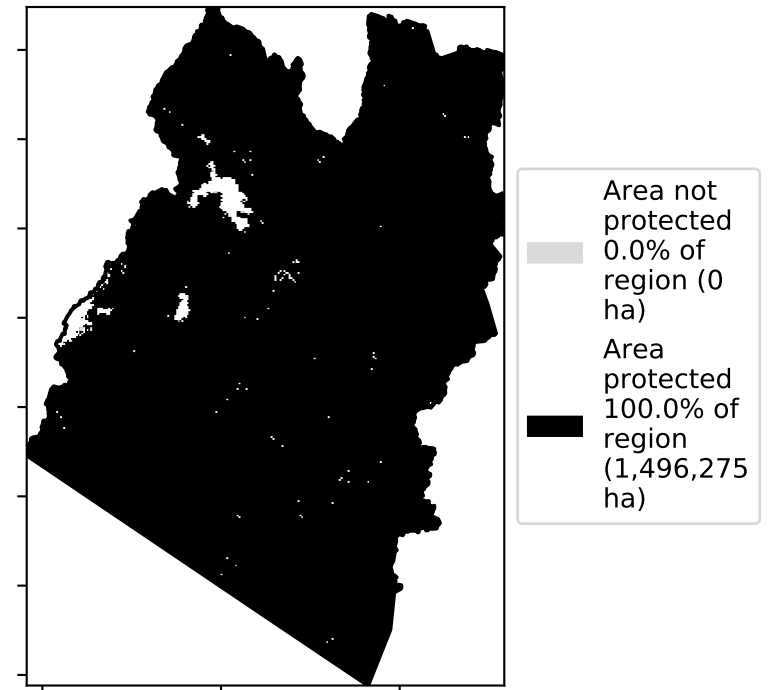 Area not
protected
0.0% of
region (0
ha)
Area
protected
100.0% of
region
(1,496,275
ha)